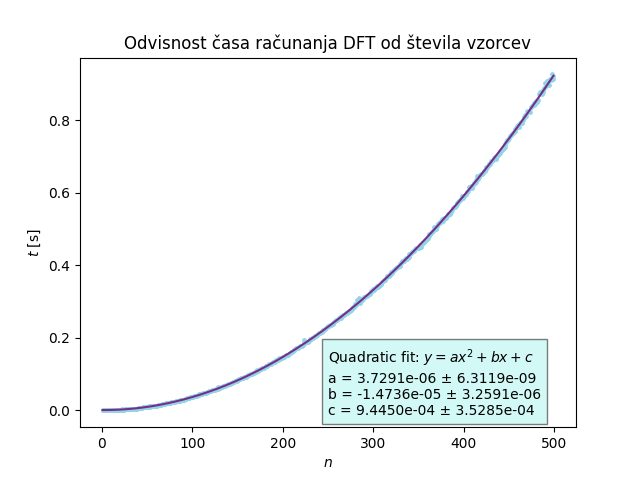 Odvisnost časa računanja DFT od števila vzorcev
0.8
0.6
t [s]
0.4
0.2
0.0
Quadratic fit: y = ax² + bx + c
a = 3.7291e-06 ± 6.3119e-09
b = -1.4736e-05 ± 3.2591e-06
c = 9.4450e-04 ± 3.5285e-04
0 100 200 300 400 500
n